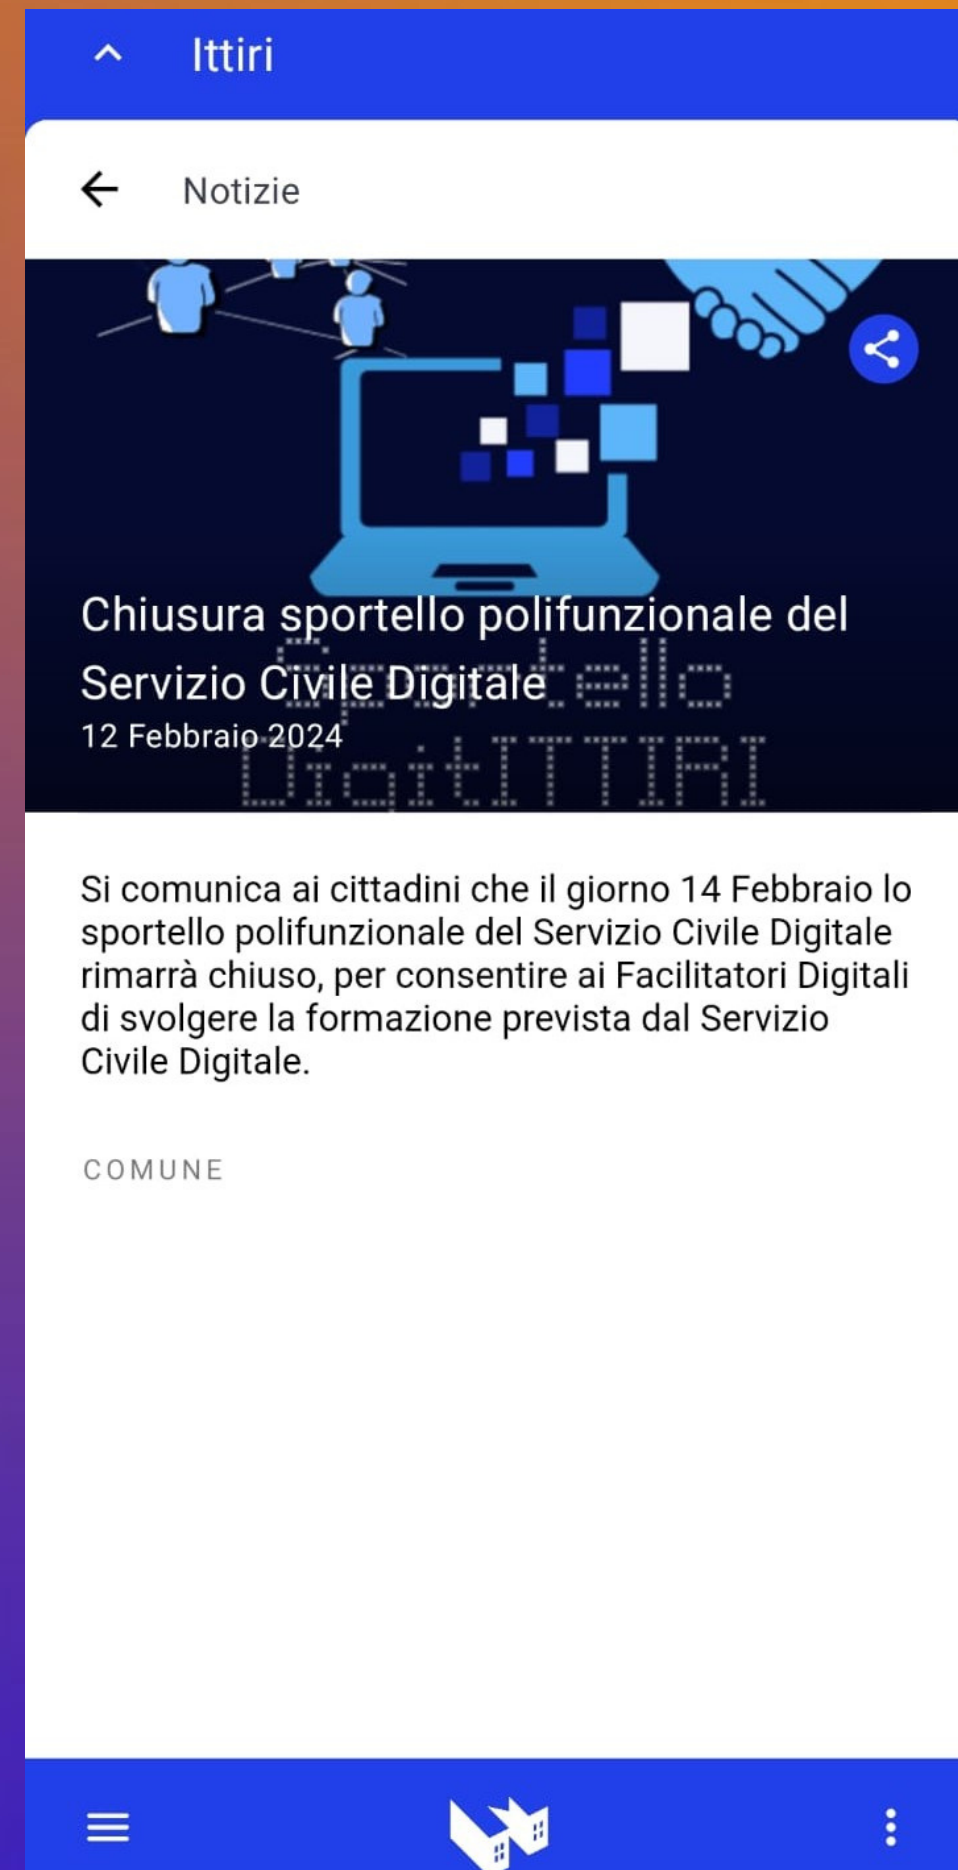 Ittiri
Notizie
Chiusura sportello polifunzionale del
Servizio Civile Digitale
12 Febbraio 2024
Sportello
DigitITTIRI
Si comunica ai cittadini che il giorno 14 Febbraio lo
sportello polifunzionale del Servizio Civile Digitale
rimarrà chiuso, per consentire ai Facilitatori Digitali
di svolgere la formazione prevista dal Servizio
Civile Digitale.
COMUNE